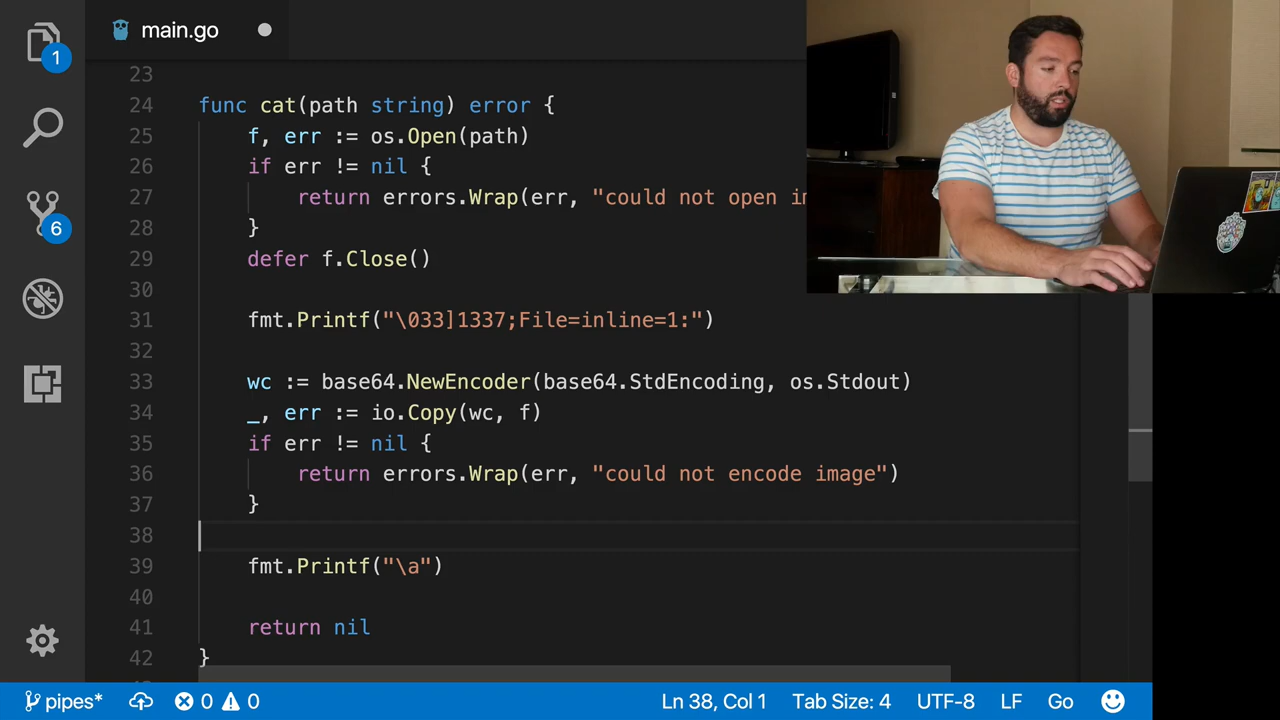 1
main.go
23
24 func cat(path string) error {
25 f, err := os.Open(path)
26 if err != nil {
27 return errors.Wrap(err, "could not open
28 }
29 defer f.Close()
30
31 fmt.Printf("\033]1337;File=inline=1:")
32
33 wc := base64.NewEncoder(base64.StdEncoding, os.Stdout)
34 _, err := io.Copy(wc, f)
35 if err != nil {
36 return errors.Wrap(err, "could not encode image")
37 }
38
39 fmt.Printf("\a")
40
41 return nil
42 }
6
pipes* 0 0 Ln 38, Col 1 Tab Size: 4 UTF-8 LF Go